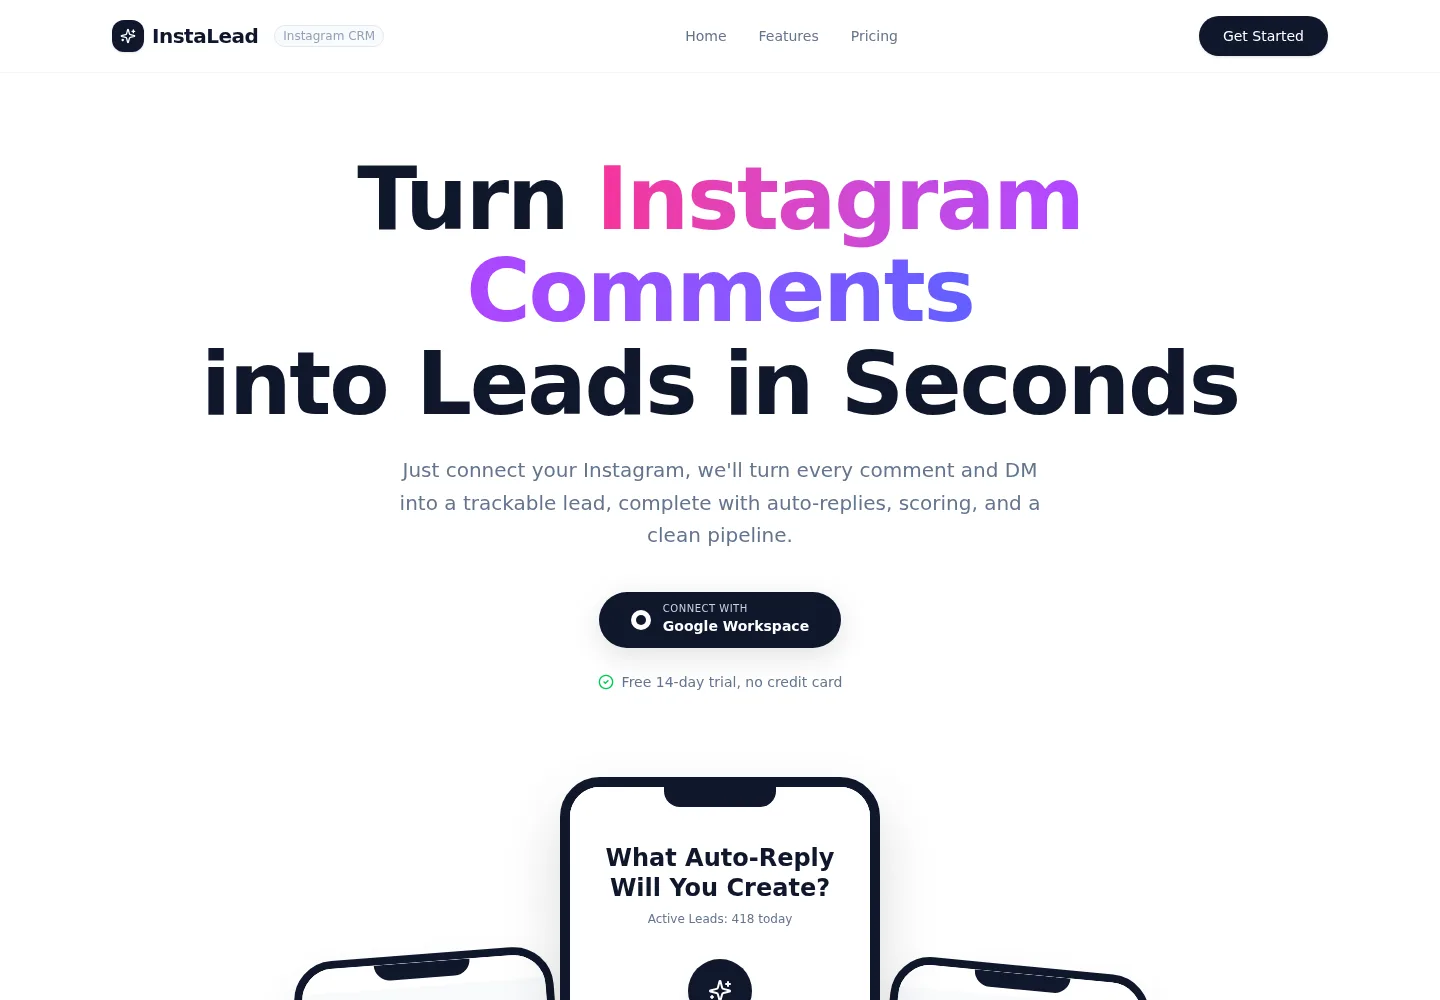 InstaLead
Instagram CRM
Home
Features
Pricing
Get Started
Turn Instagram
Comments
into Leads in Seconds
Just connect your Instagram, we'll turn every comment and DM
into a trackable lead, complete with auto-replies, scoring, and a
clean pipeline.
CONNECT WITH
Google Workspace
Free 14-day trial, no credit card
What Auto-Reply
Will You Create?
Active Leads: 418 today